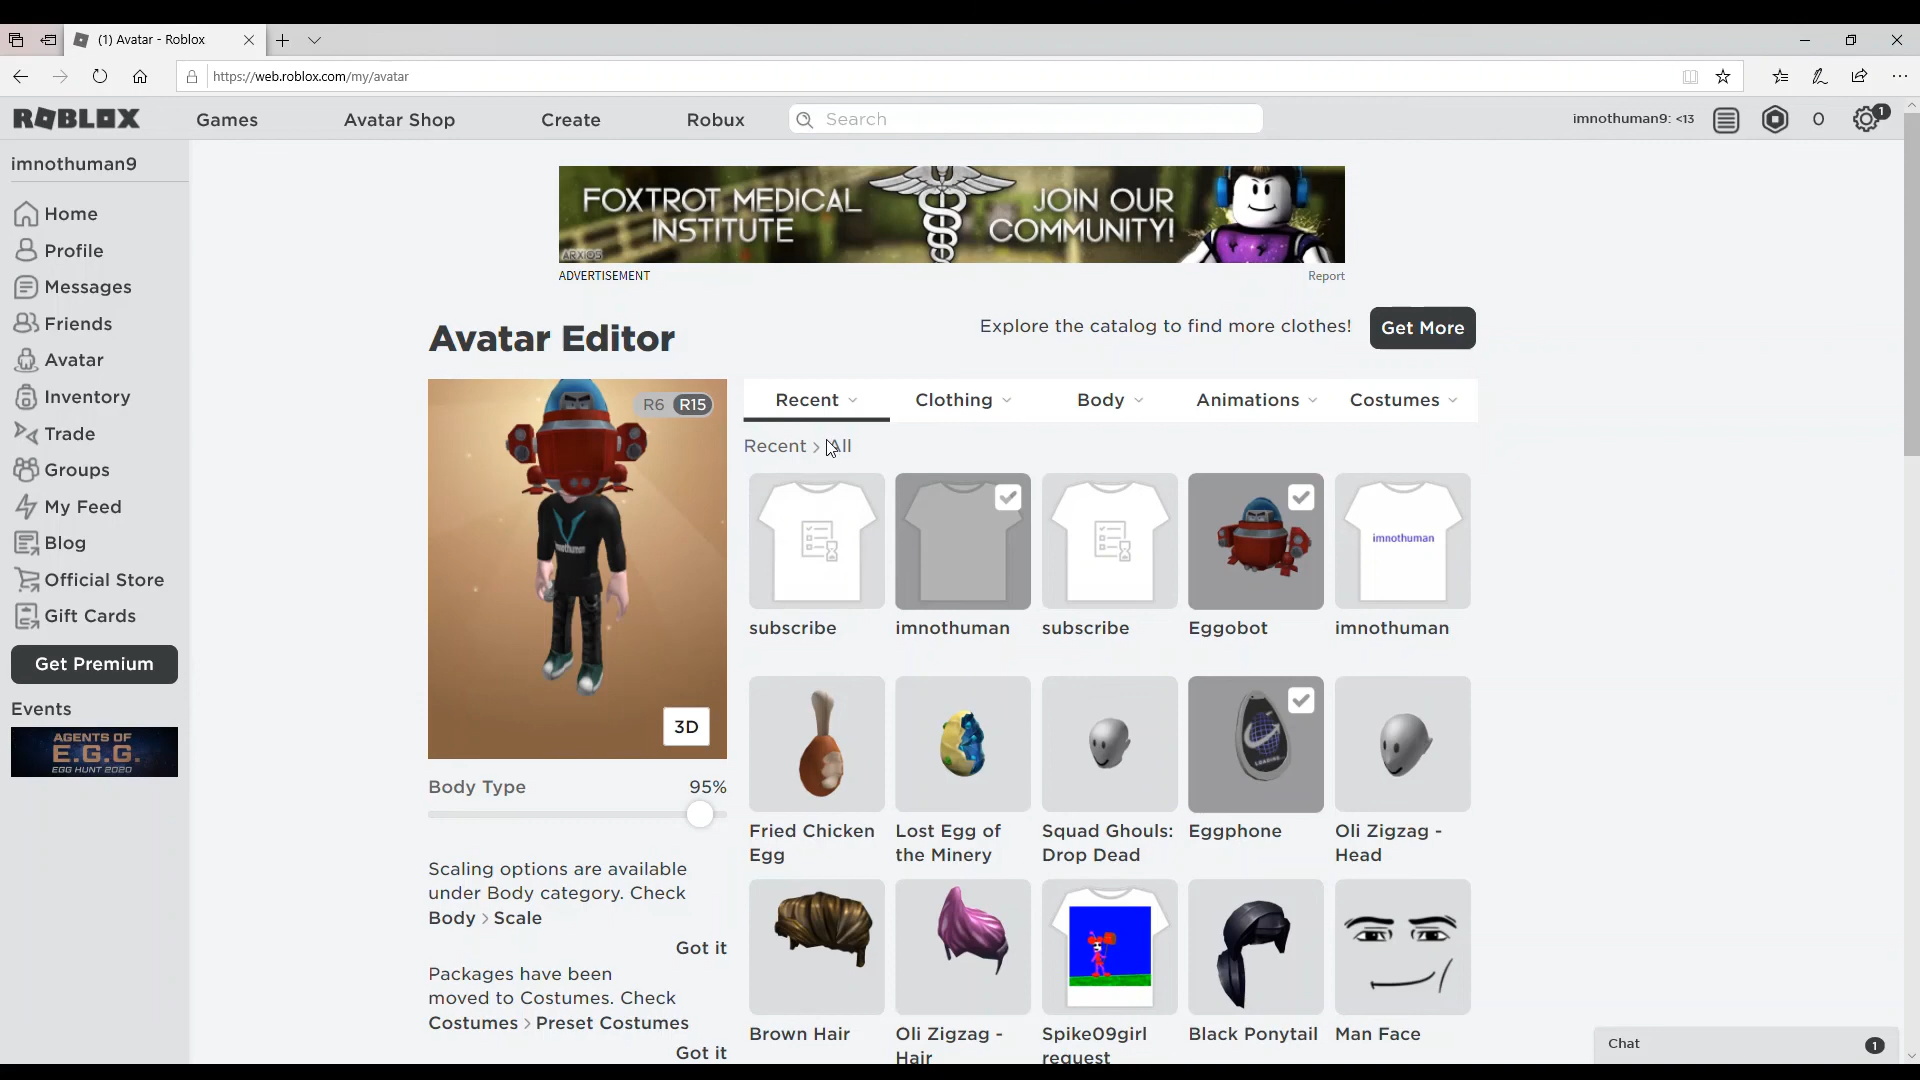 (1) Avatar - Roblox
https://web.roblox.com/my/avatar
ROBLOX
Games
Avatar Shop
Create
Robux
Search
imnothuman9: <13
0
1
imnothuman9
Home
Profile
Messages
Friends
Avatar
Inventory
Trade
Groups
My Feed
Blog
Official Store
Gift Cards
Get Premium
Events
AGENTS OF
E.G.G.
EGG HUNT 2020
FOXTROT MEDICAL
INSTITUTE
JOIN OUR
COMMUNITY!
ARXIOS
ADVERTISEMENT
Report
Avatar Editor
Explore the catalog to find more clothes!
Get More
R6 R15
imnothuman
3D
Body Type 95%
Scaling options are available
under Body category. Check
Body > Scale
Got it
Packages have been
moved to Costumes. Check
Costumes > Preset Costumes
Got it
Recent
Clothing
Body
Animations
Costumes
Recent > All
imnothuman
subscribe
imnothuman
subscribe
Eggobot
imnothuman
LOADING
Fried Chicken
Egg
Lost Egg of
the Minery
Squad Ghouls:
Drop Dead
Eggphone
Oli Zigzag -
Head
Brown Hair
Oli Zigzag -
Hair
Spike09girl
request
Black Ponytail
Man Face
Chat
1